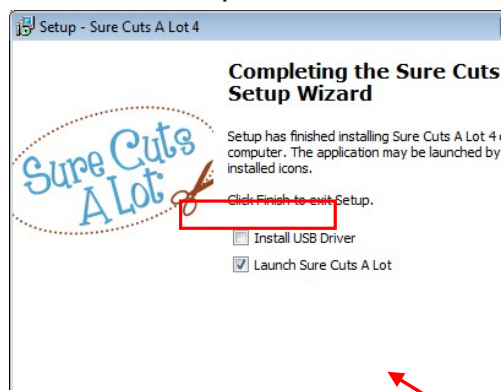 Setup - Sure Cuts A Lot 4
Completing the Sure Cuts
Setup Wizard
Setup has finished installing Sure Cuts A Lot 4
computer. The application may be launched by
installed icons.
Click Finish to exit Setup.
Install USB Driver
Launch Sure Cuts A Lot
Sure Cuts
A Lot